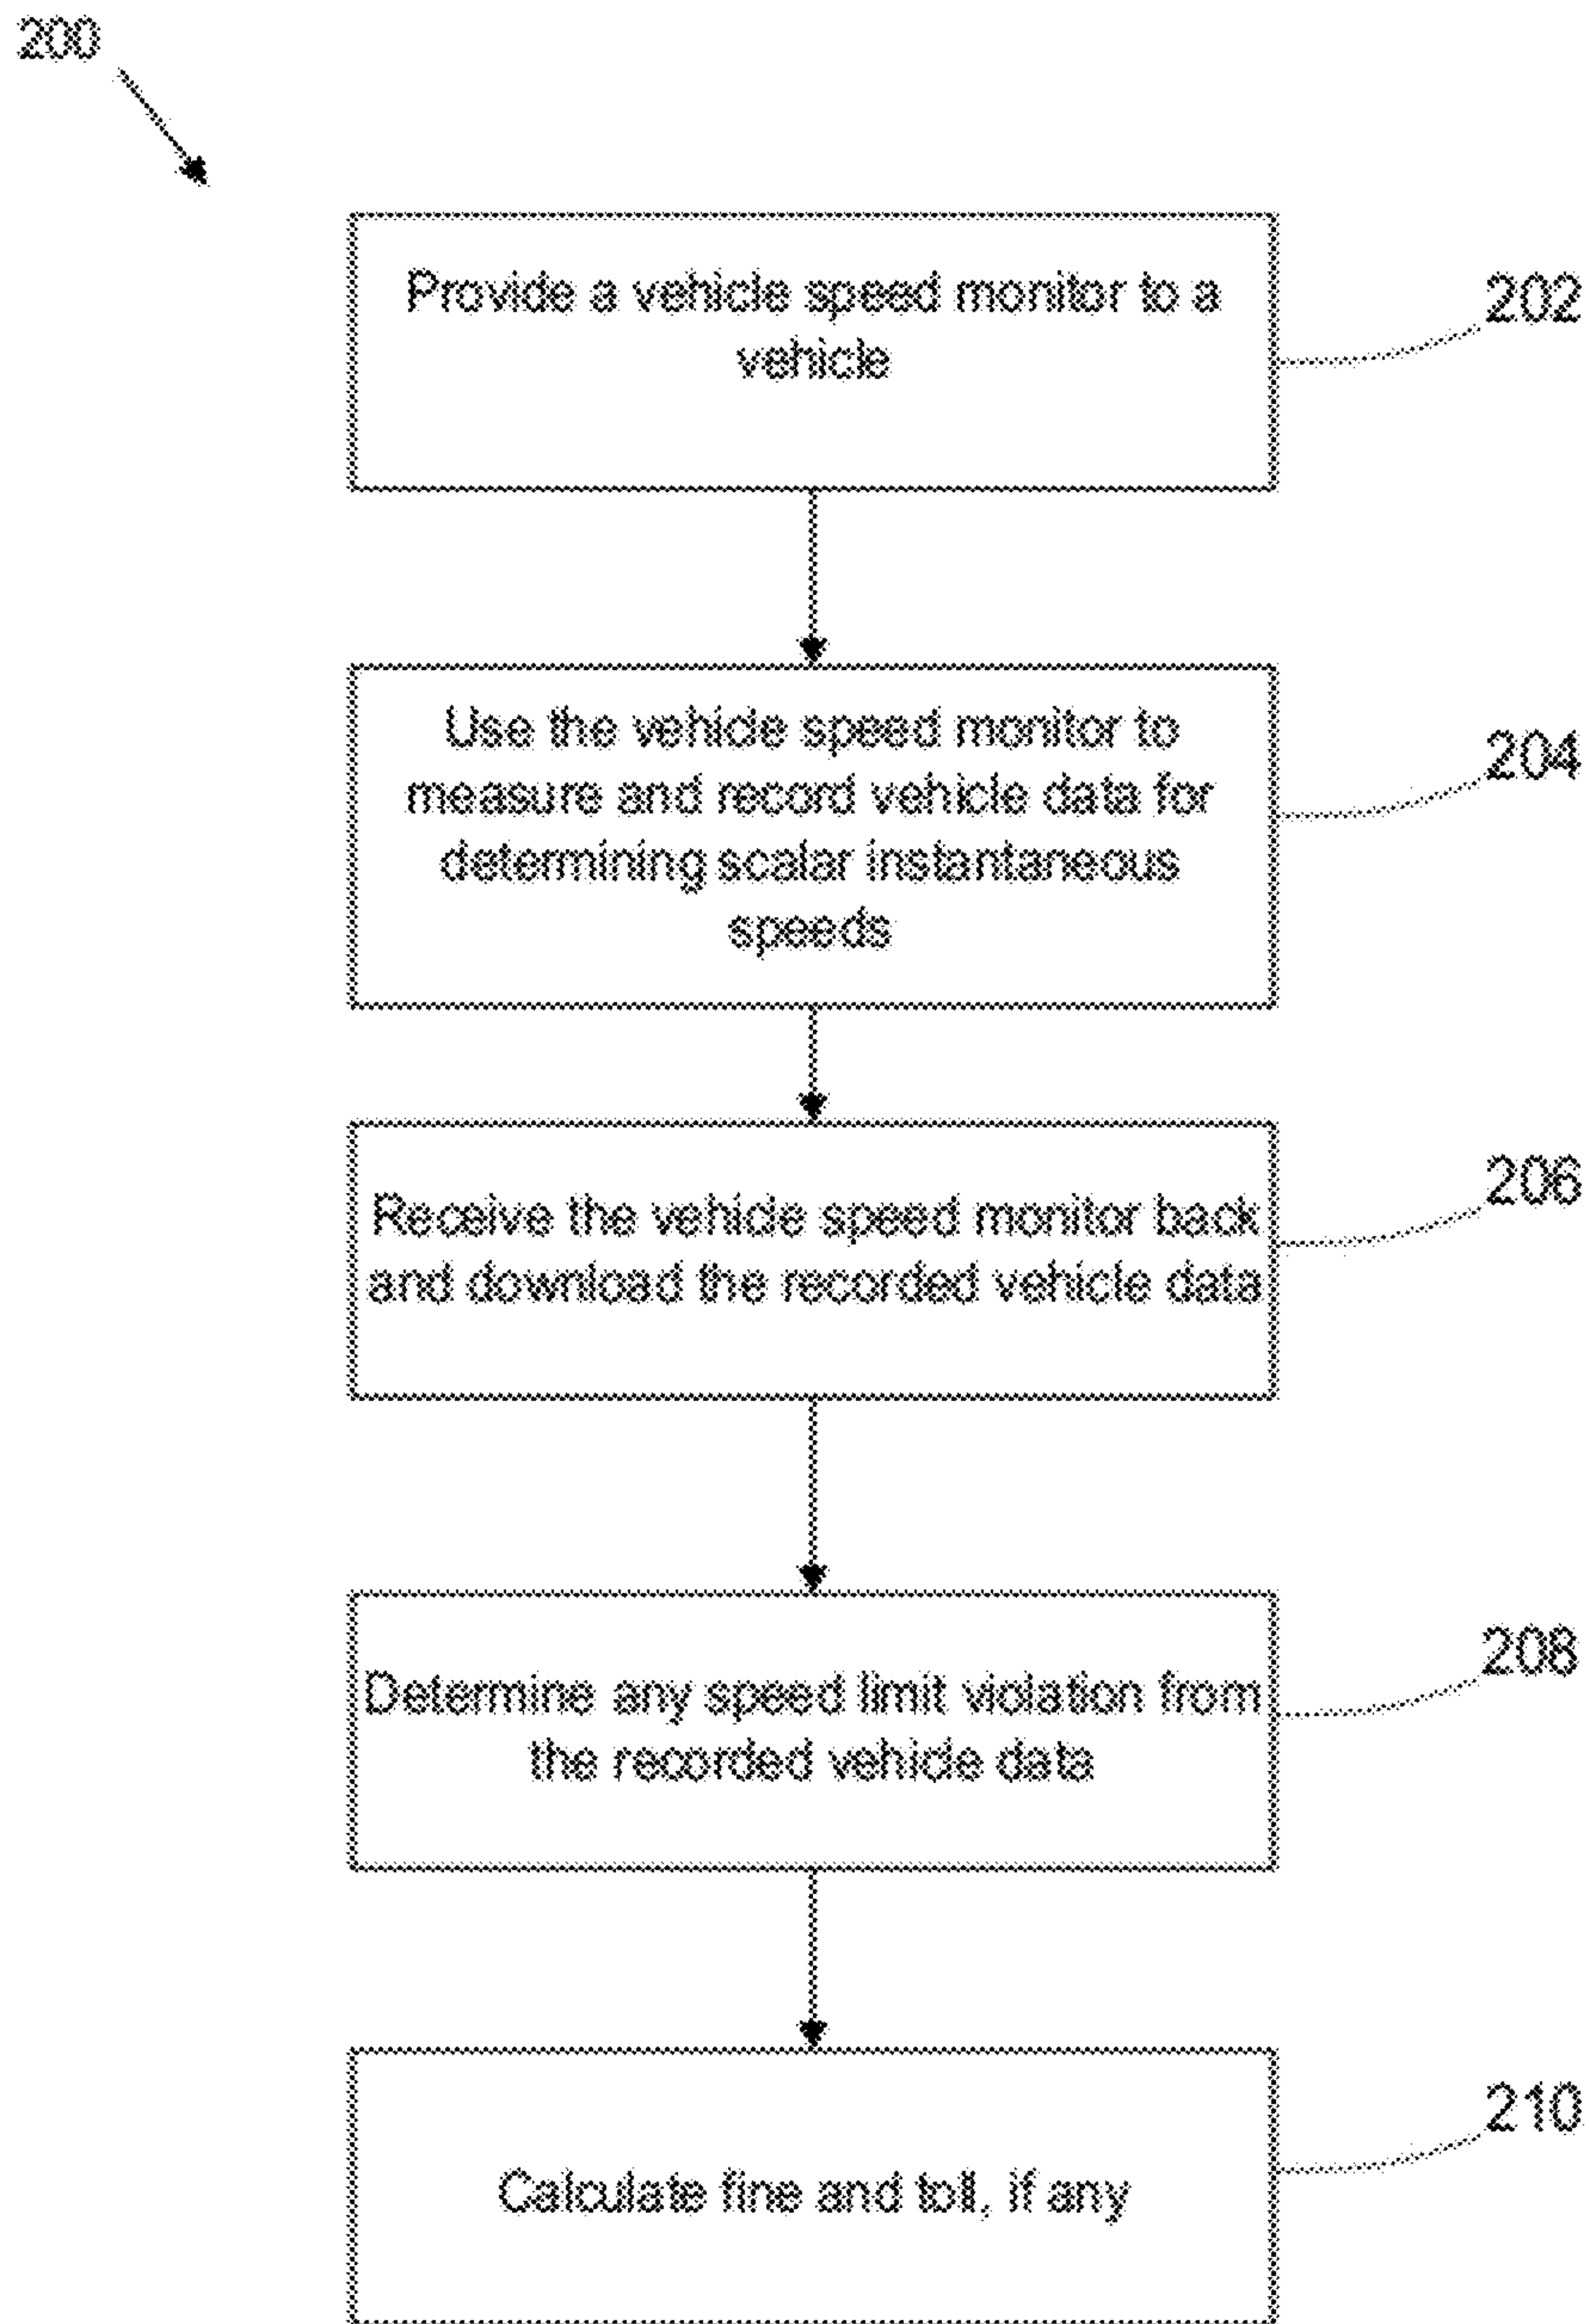 200
Provide a vehicle speed monitor to a
vehicle
202
Use the vehicle speed monitor to
measure and record vehicle data for
determining scalar instantaneous
speeds
204
Receive the vehicle speed monitor back
and download the recorded vehicle data
206
Determine any speed limit violation from
the recorded vehicle data
208
Calculate fine and toll, if any
210